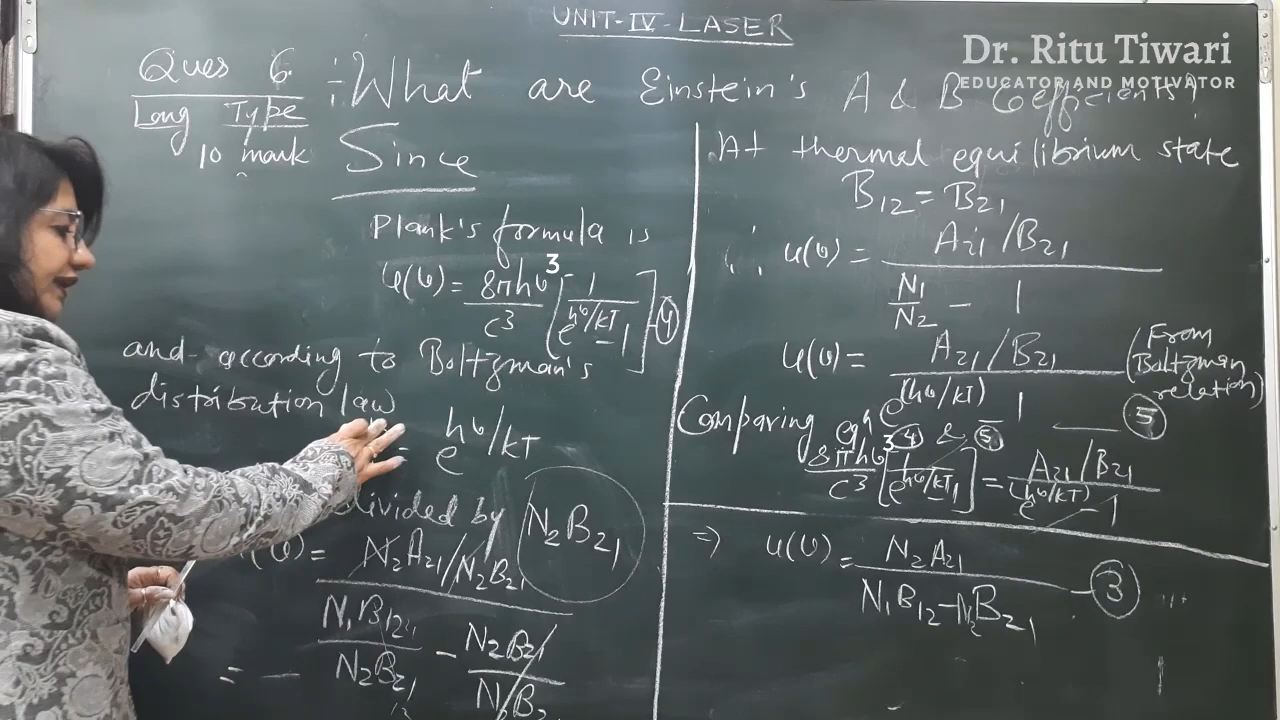 UNIT-IV-LASER
Dr. Ritu Tiwari
EDUCATOR AND MOTIVATOR
Ques 6. :- What are Einstein's A & B Coefficients?
Long Type
10 mark
Since
Plank's formula is
u(υ) = 8πhυ³/c³ [1/e^hυ/kT - 1] - ④
and according to Boltzman's
distribution law
= e^hυ/kT
divided by N₂B₂₁
(υ) = N₂A₂₁/N₂B₂₁
N₁B₁₂/N₂B₂₁ - N₂B₂₁/N₂B₂
= -
At thermal equilibrium state
B₁₂ = B₂₁
∴ u(υ) = A₂₁/B₂₁
N₁/N₂ - 1
u(υ) = A₂₁/B₂₁ (From Boltzman relation)
e^(hυ/kT) - 1 — ⑤
Comparing eqⁿ ④ & ⑤
8πhυ³/c³ [1/e^hυ/kT - 1] = A₂₁/B₂₁ / e^(hυ/kT) - 1
⇒ u(υ) = N₂A₂₁ / N₁B₁₂ - N₂B₂₁ - ③